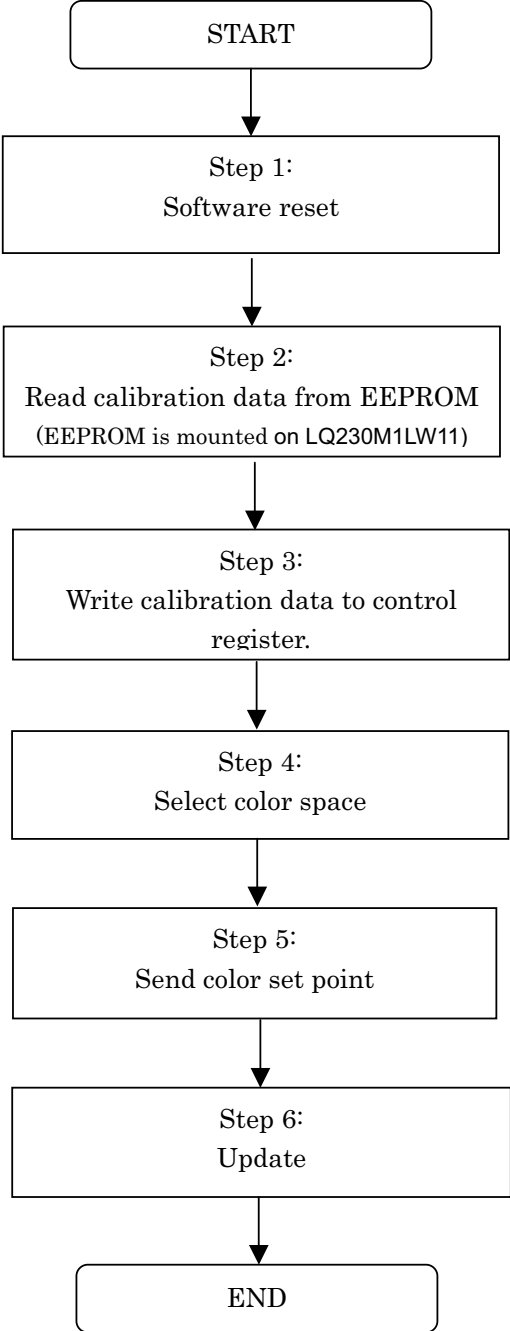 START
Step 1:
Software reset
Step 2:
Read calibration data from EEPROM
(EEPROM is mounted on LQ230M1LW11)
Step 3:
Write calibration data to control
register.
Step 4:
Select color space
Step 5:
Send color set point
Step 6:
Update
END